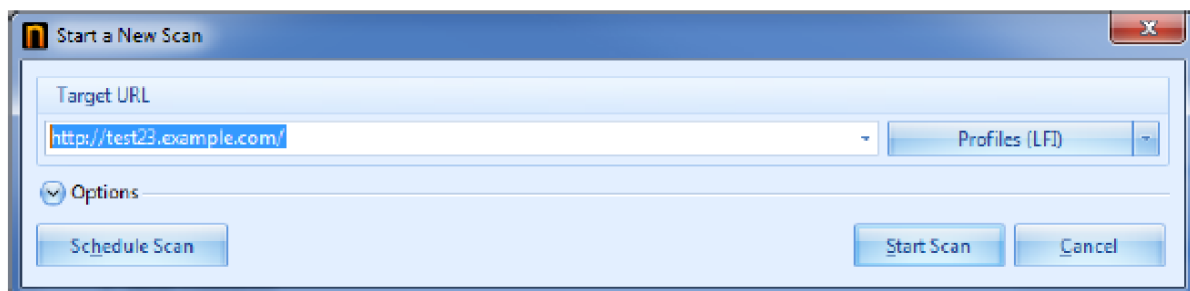 Start a New Scan
Target URL
http://test23.example.com/
Profiles (LFI)
Options
Schedule Scan
Start Scan
Cancel